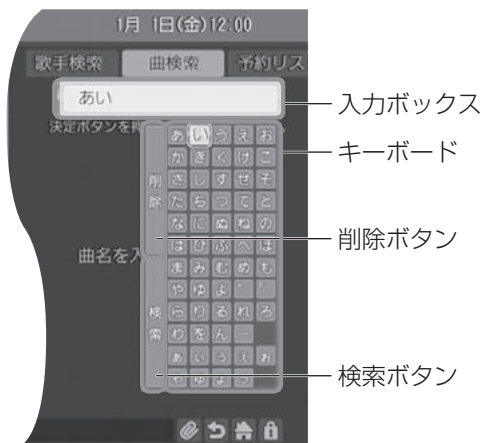 1月 1日(金)12:00
歌手検索 曲検索 予約リス
あい
入力ボックス
決定ボタンを押
キーボード
あ い う え お
か き く け こ
さ し す せ そ
削除
た ち つ て と
な に ぬ ね の
削除ボタン
は ひ ふ へ ほ
曲名を入
ま み む め も
や ゆ よ ゛ ゜
ら り る れ ろ
検索
わ を ん ー
ぁ ぃ ぅ ぇ ぉ
ゃ ゅ ょ っ
検索ボタン